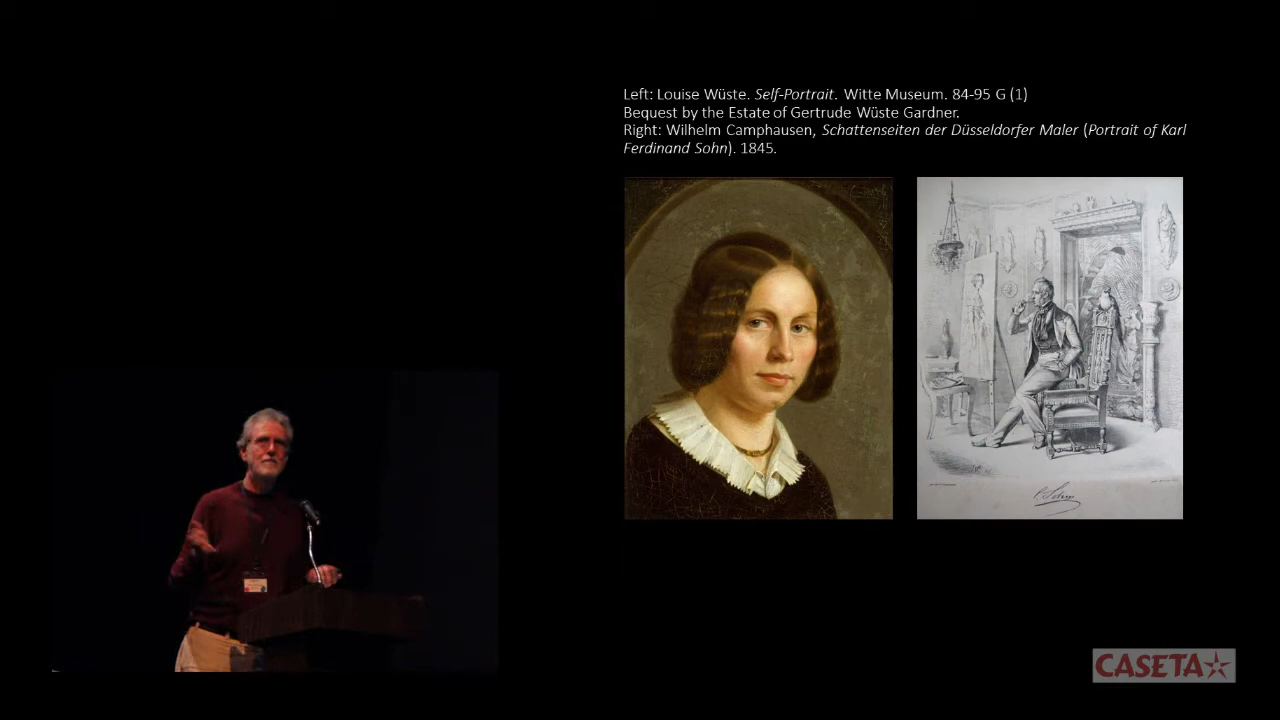 Left: Louise Wüste. Self-Portrait. Witte Museum. 84-95 G (1)
Bequest by the Estate of Gertrude Wüste Gardner.
Right: Wilhelm Camphausen, Schattenseiten der Düsseldorfer Maler (Portrait of Karl
Ferdinand Sohn). 1845.
CASETA